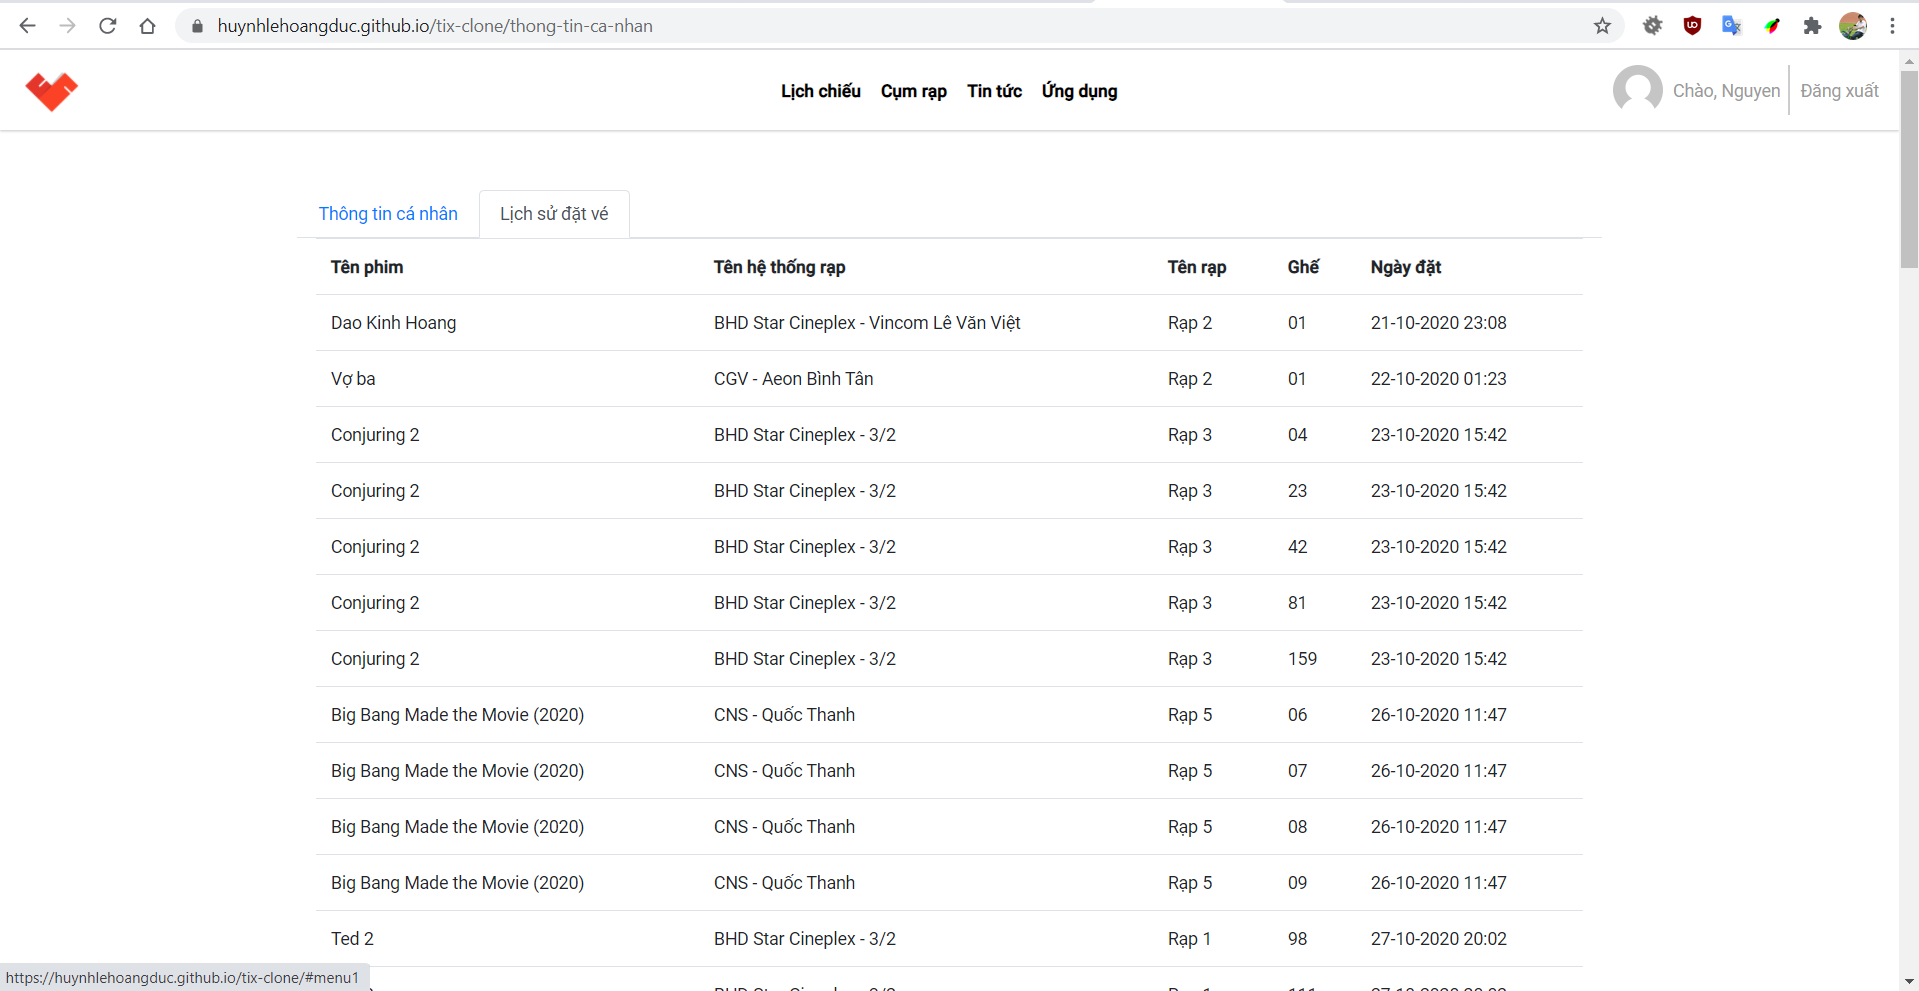 huynhlehoangduc.github.io/tix-clone/thong-tin-ca-nhan
Lịch chiếu Cụm rạp Tin tức Ứng dụng Chào, Nguyen Đăng xuất
Thông tin cá nhân Lịch sử đặt vé
Tên phim Tên hệ thống rạp Tên rạp Ghế Ngày đặt
Dao Kinh Hoang BHD Star Cineplex - Vincom Lê Văn Việt Rạp 2 01 21-10-2020 23:08
Vợ ba CGV - Aeon Bình Tân Rạp 2 01 22-10-2020 01:23
Conjuring 2 BHD Star Cineplex - 3/2 Rạp 3 04 23-10-2020 15:42
Conjuring 2 BHD Star Cineplex - 3/2 Rạp 3 23 23-10-2020 15:42
Conjuring 2 BHD Star Cineplex - 3/2 Rạp 3 42 23-10-2020 15:42
Conjuring 2 BHD Star Cineplex - 3/2 Rạp 3 81 23-10-2020 15:42
Conjuring 2 BHD Star Cineplex - 3/2 Rạp 3 159 23-10-2020 15:42
Big Bang Made the Movie (2020) CNS - Quốc Thanh Rạp 5 06 26-10-2020 11:47
Big Bang Made the Movie (2020) CNS - Quốc Thanh Rạp 5 07 26-10-2020 11:47
Big Bang Made the Movie (2020) CNS - Quốc Thanh Rạp 5 08 26-10-2020 11:47
Big Bang Made the Movie (2020) CNS - Quốc Thanh Rạp 5 09 26-10-2020 11:47
Ted 2 BHD Star Cineplex - 3/2 Rạp 1 98 27-10-2020 20:02
https://huynhlehoangduc.github.io/tix-clone/#menu1